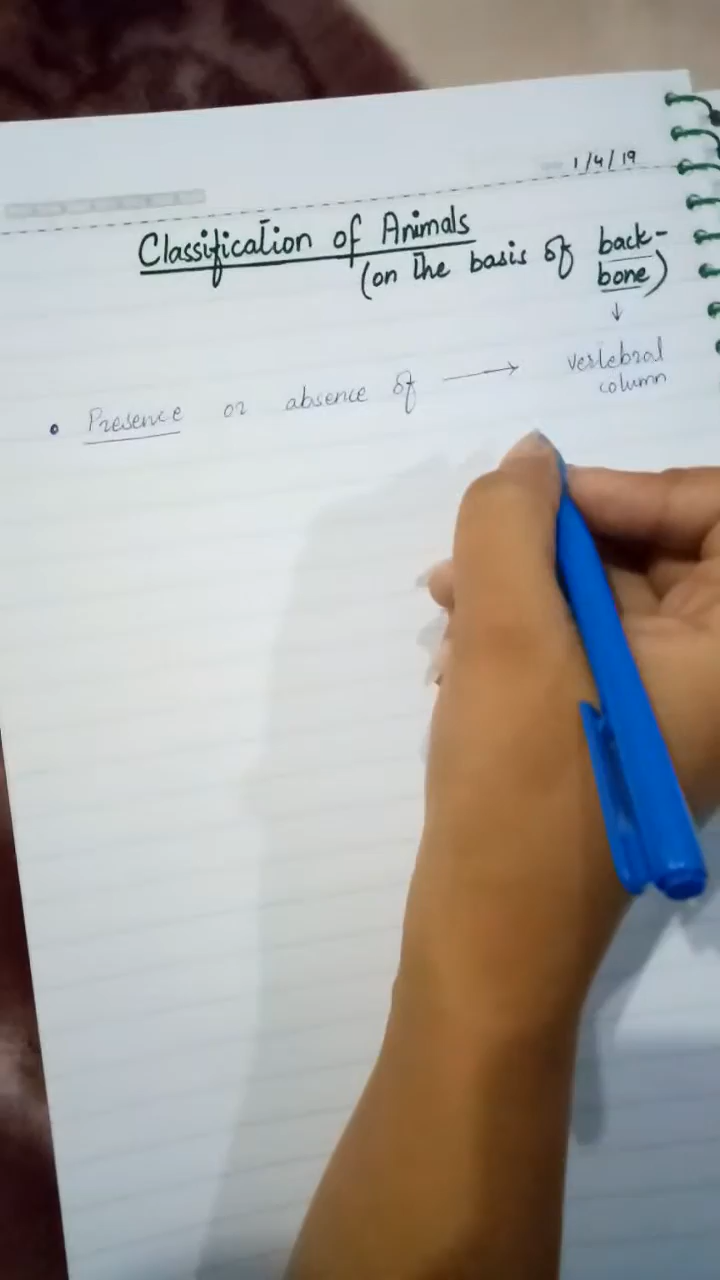 1/4/19
Classification of Animals
(on the basis of back-
bone)
↓
• Presence or absence of → vertebral
column